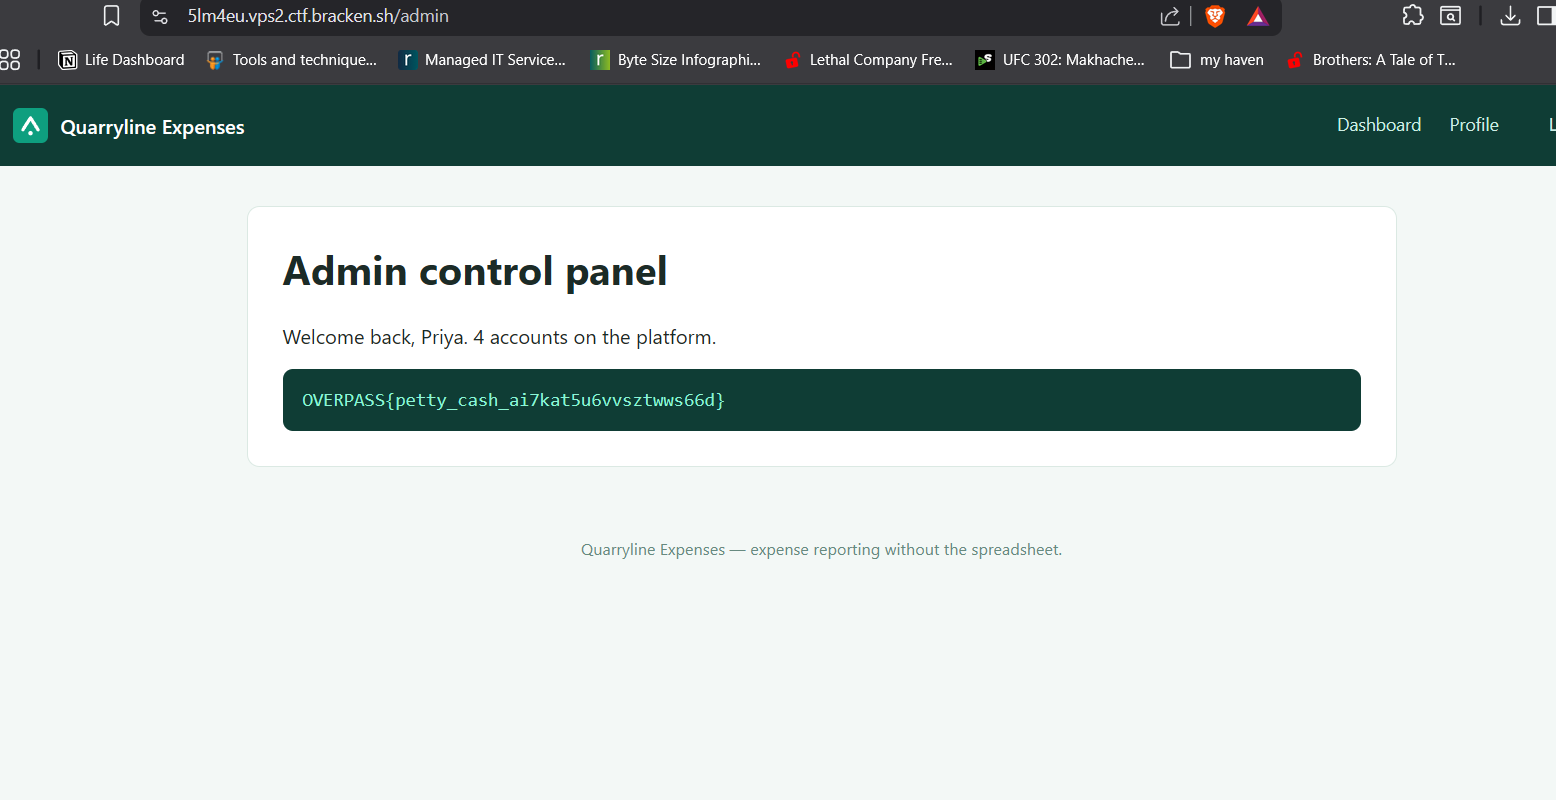 5lm4eu.vps2.ctf.bracken.sh/admin
Life Dashboard Tools and technique... Managed IT Service... Byte Size Infographi... Lethal Company Fre... UFC 302: Makhache... my haven Brothers: A Tale of T...
Quarryline Expenses Dashboard Profile L
Admin control panel
Welcome back, Priya. 4 accounts on the platform.
OVERPASS{petty_cash_ai7kat5u6vvsztwws66d}
Quarryline Expenses — expense reporting without the spreadsheet.